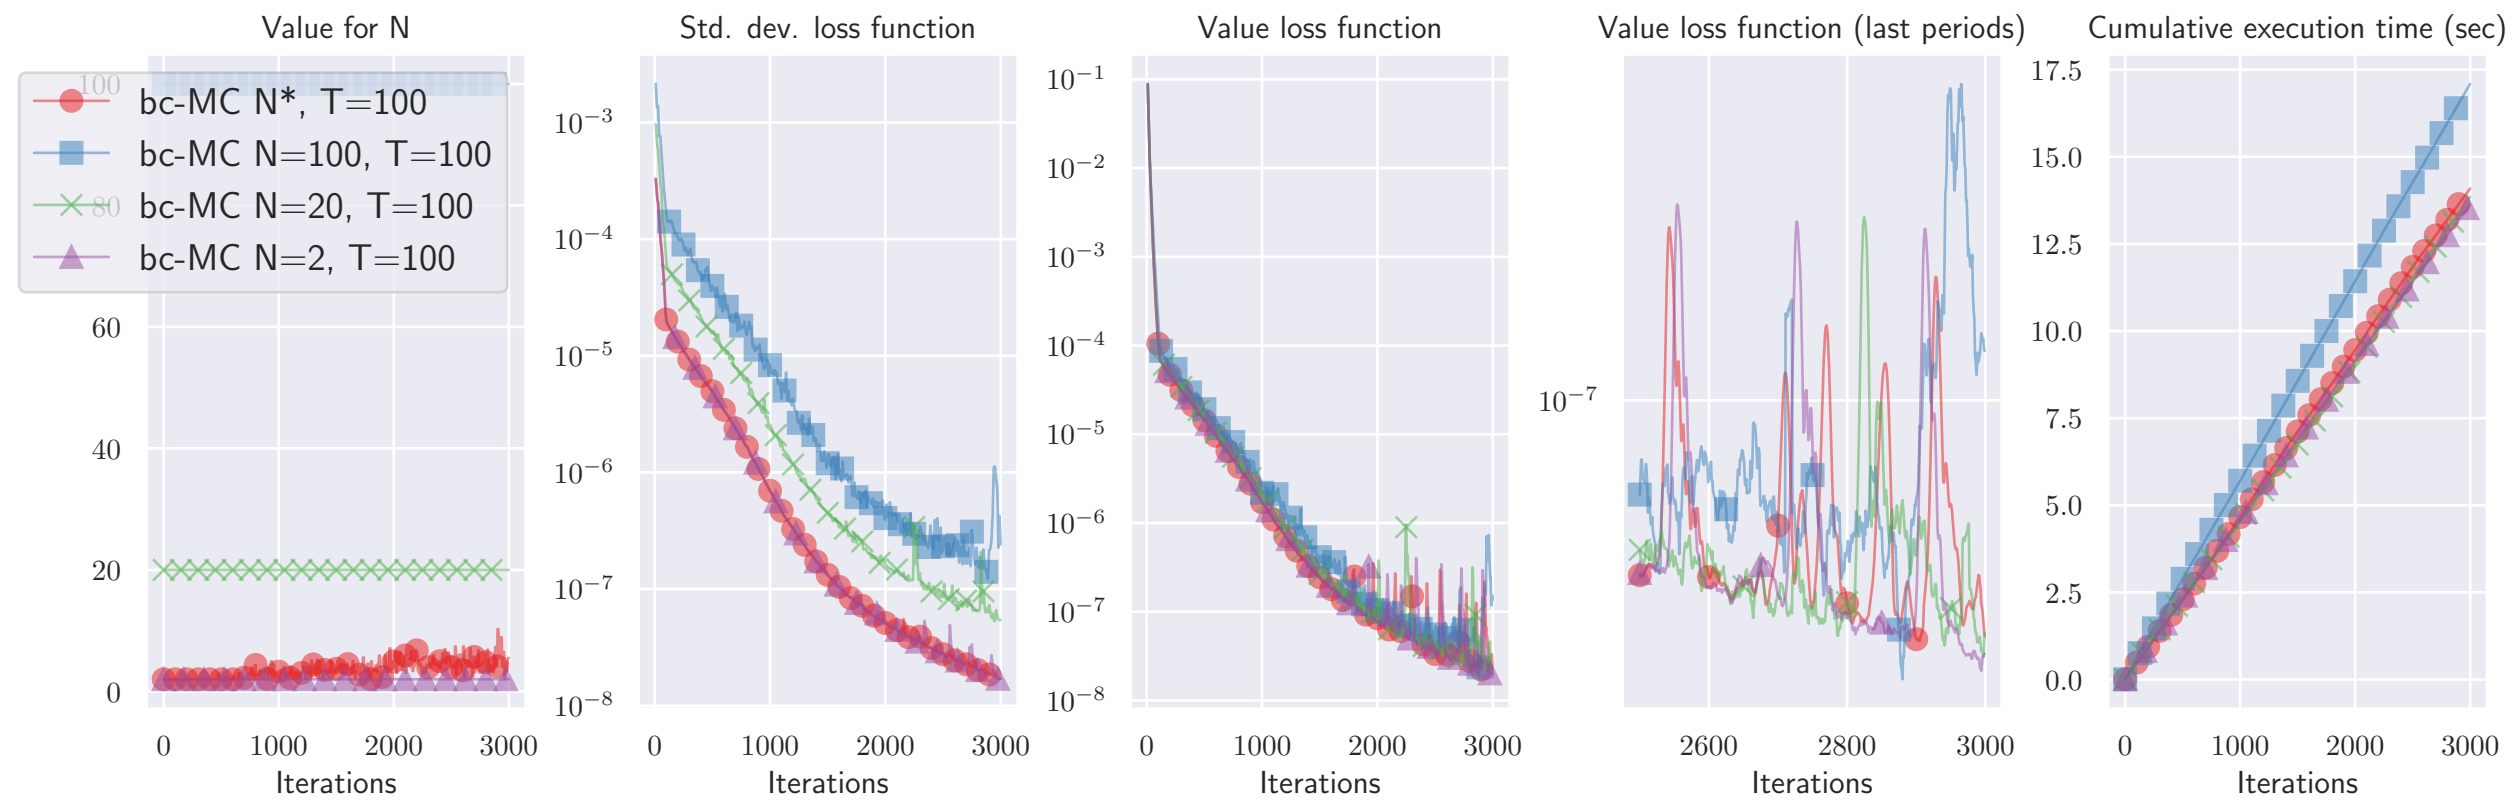 Value for N
100
80
60
40
20
0
0 1000 2000 3000
Iterations
bc-MC N*, T=100
bc-MC N=100, T=100
bc-MC N=20, T=100
bc-MC N=2, T=100
Std. dev. loss function
10⁻³
10⁻⁴
10⁻⁵
10⁻⁶
10⁻⁷
10⁻⁸
0 1000 2000 3000
Iterations
Value loss function
10⁻¹
10⁻²
10⁻³
10⁻⁴
10⁻⁵
10⁻⁶
10⁻⁷
10⁻⁸
0 1000 2000 3000
Iterations
Value loss function (last periods)
10⁻⁷
2600 2800 3000
Iterations
Cumulative execution time (sec)
17.5
15.0
12.5
10.0
7.5
5.0
2.5
0.0
0 1000 2000 3000
Iterations